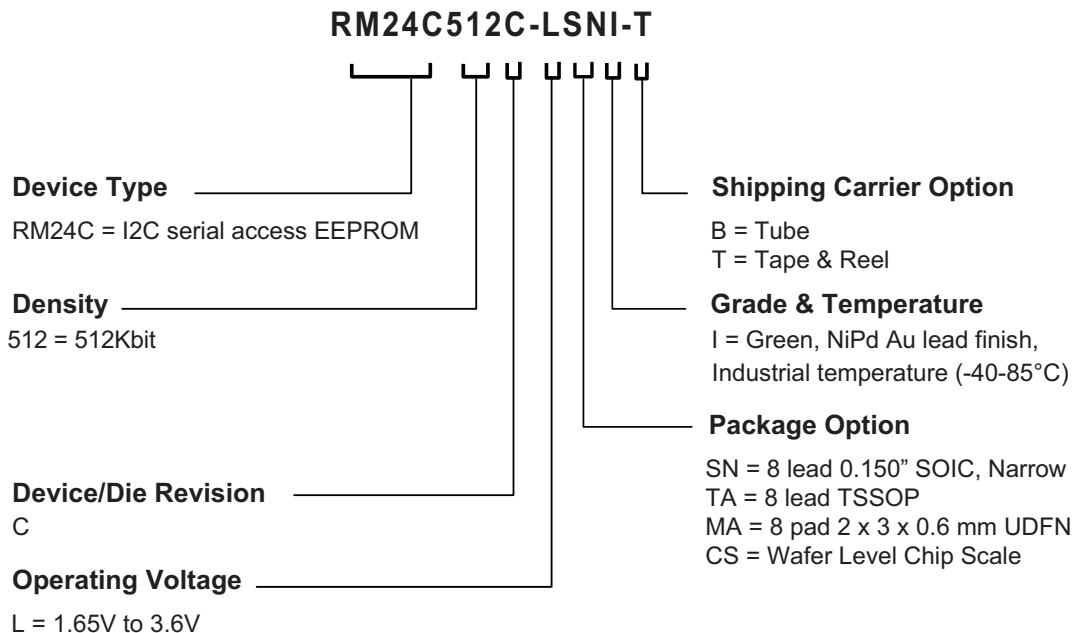 RM24C512C-LSNI-T
Device Type
RM24C = I2C serial access EEPROM
Density
512 = 512Kbit
Device/Die Revision
C
Operating Voltage
L = 1.65V to 3.6V
Shipping Carrier Option
B = Tube
T = Tape & Reel
Grade & Temperature
I = Green, NiPd Au lead finish,
Industrial temperature (-40-85°C)
Package Option
SN = 8 lead 0.150” SOIC, Narrow
TA = 8 lead TSSOP
MA = 8 pad 2 x 3 x 0.6 mm UDFN
CS = Wafer Level Chip Scale